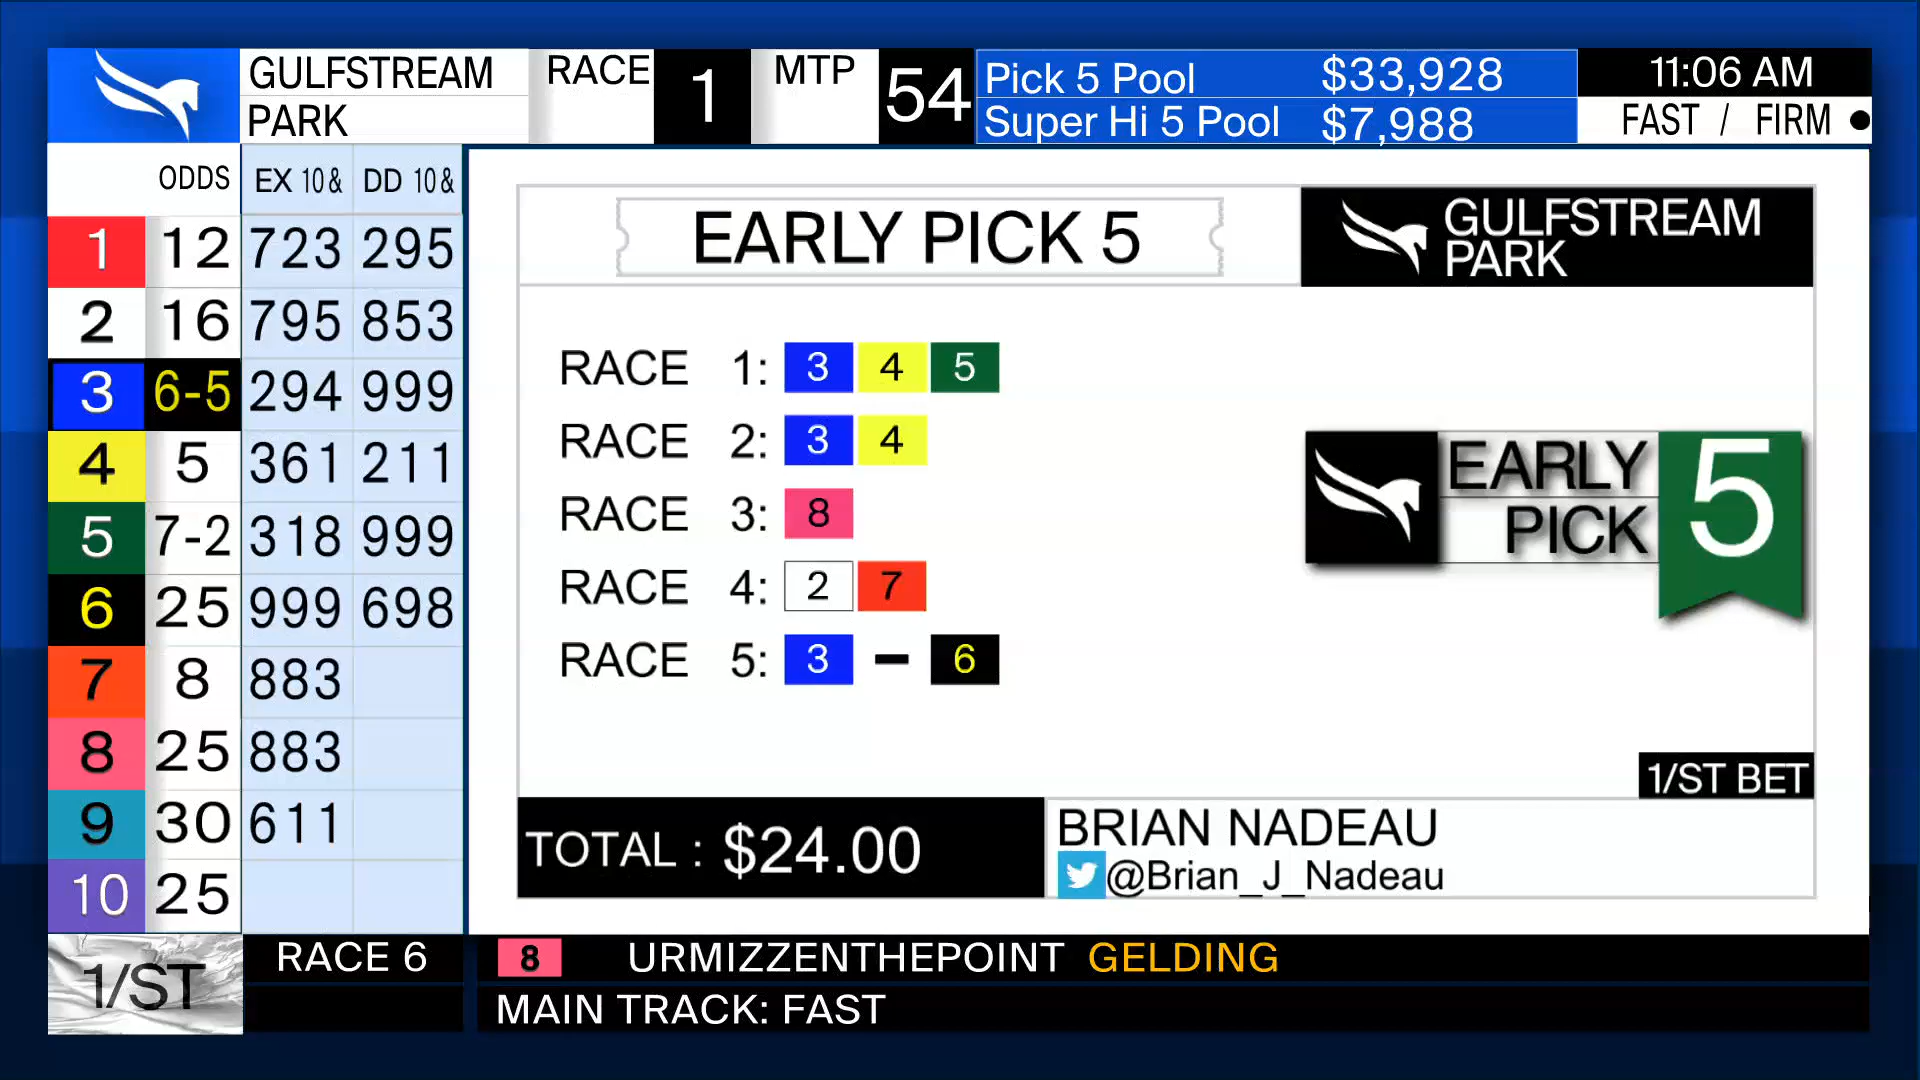 GULFSTREAM PARK
RACE 1
MTP 54
Pick 5 Pool $33,928
Super Hi 5 Pool $7,988
11:06 AM
FAST / FIRM
ODDS EX 10& DD 10&
1 12 723 295
2 16 795 853
3 6-5 294 999
4 5 361 211
5 7-2 318 999
6 25 999 698
7 8 883
8 25 883
9 30 611
10 25
EARLY PICK 5
GULFSTREAM
PARK
RACE 1: 3 4 5
RACE 2: 3 4
RACE 3: 8
RACE 4: 2 7
RACE 5: 3 – 6
EARLY
PICK
5
1/ST BET
TOTAL : $24.00
BRIAN NADEAU
@Brian_J_Nadeau
1/ST
RACE 6
8 URMIZZENTHEPOINT GELDING
MAIN TRACK: FAST